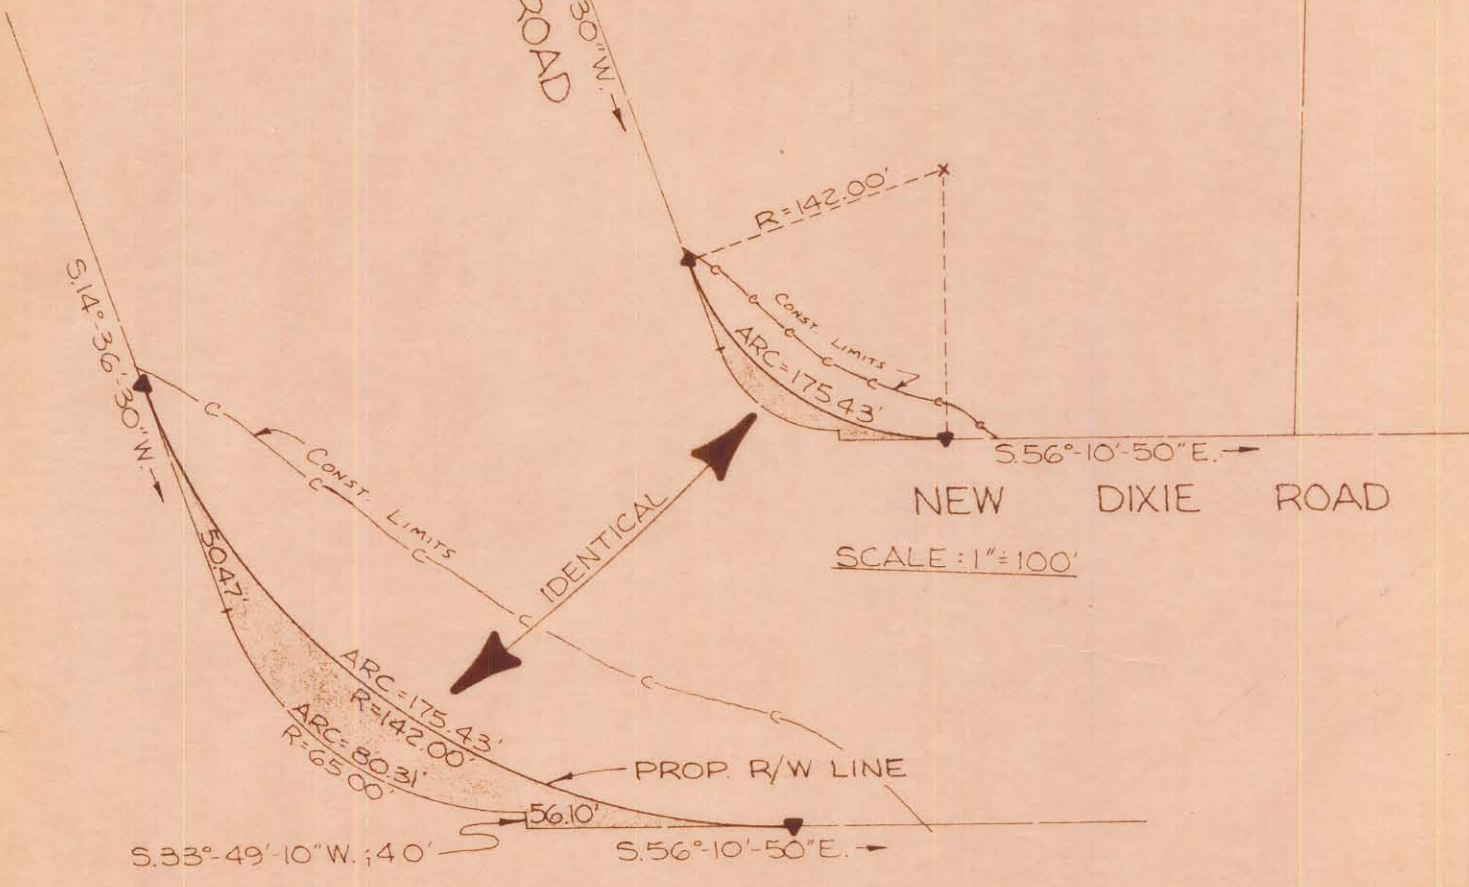 ROAD
30"W.
R=142.00'
CONST. LIMITS
ARC=175.43'
S.56°-10'-50"E.
NEW DIXIE ROAD
SCALE: 1"=100'
IDENTICAL
S.14°-36'-30"W.
CONST. LIMITS
50.47'
ARC=175.43'
R=142.00'
ARC=80.31'
R=65.00'
PROP. R/W LINE
56.10'
S.33°-49'-10"W.;40'
S.56°-10'-50"E.